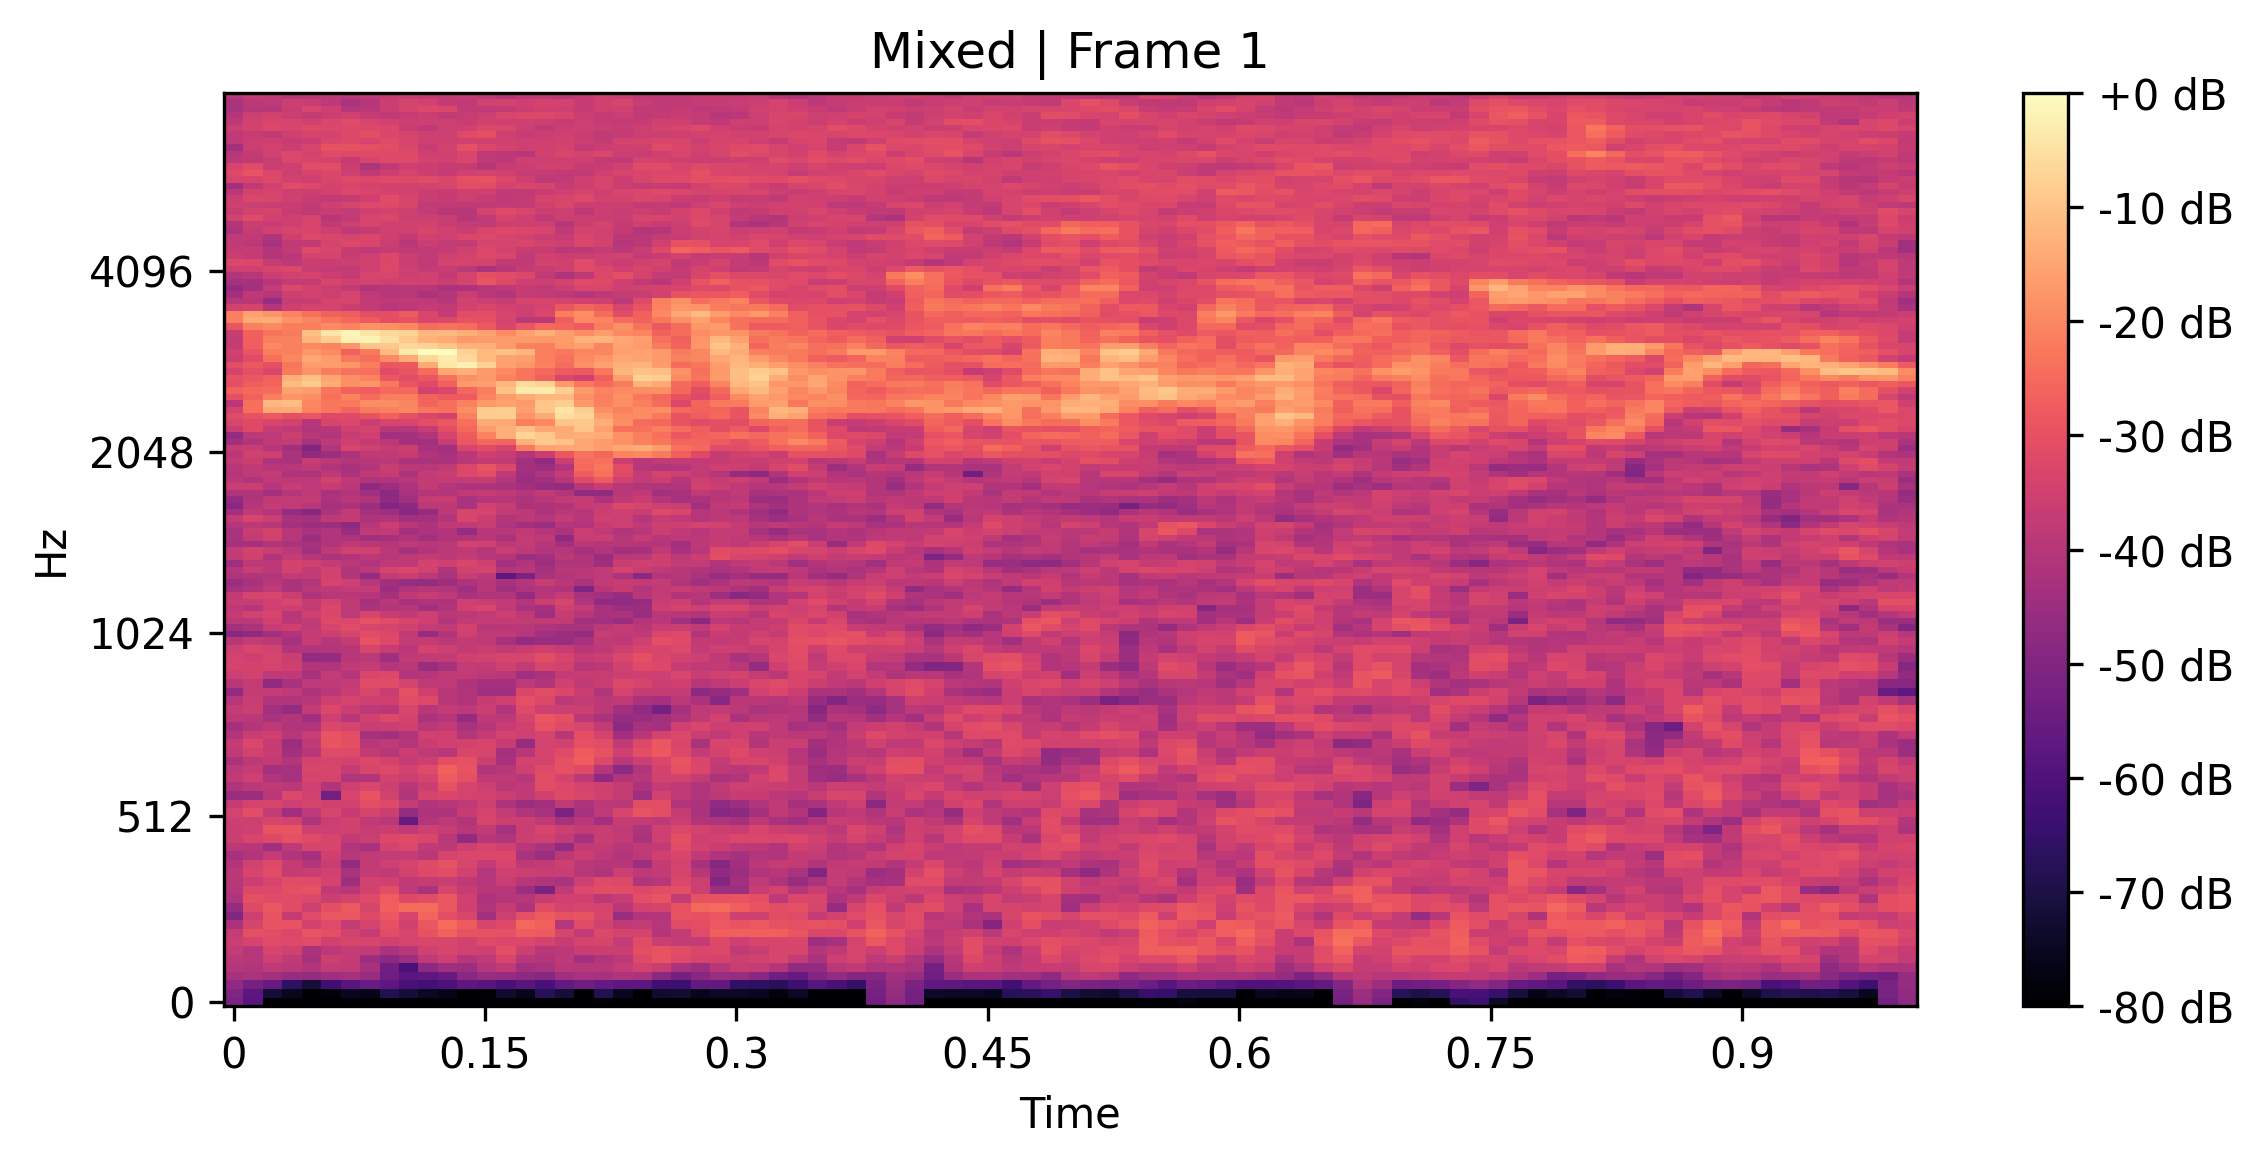 Mixed | Frame 1
Hz
4096
2048
1024
512
0
0 0.15 0.3 0.45 0.6 0.75 0.9
Time
+0 dB
-10 dB
-20 dB
-30 dB
-40 dB
-50 dB
-60 dB
-70 dB
-80 dB